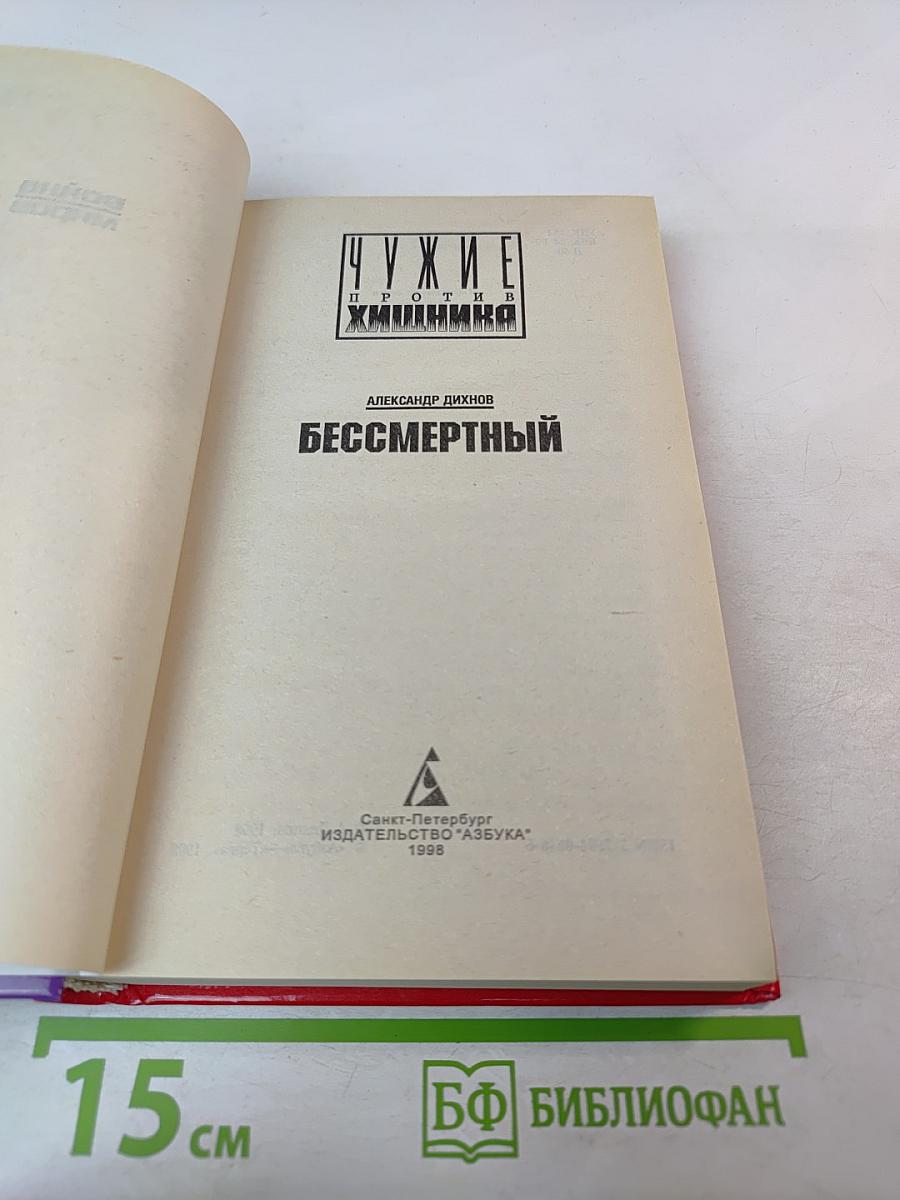 ЧУЖИЕ
ПРОТИВ
ХИЩНИКА
АЛЕКСАНДР ДИХНОВ
БЕССМЕРТНЫЙ
Санкт-Петербург
ИЗДАТЕЛЬСТВО "АЗБУКА"
1998
15 см
БФ БИБЛИОФАН